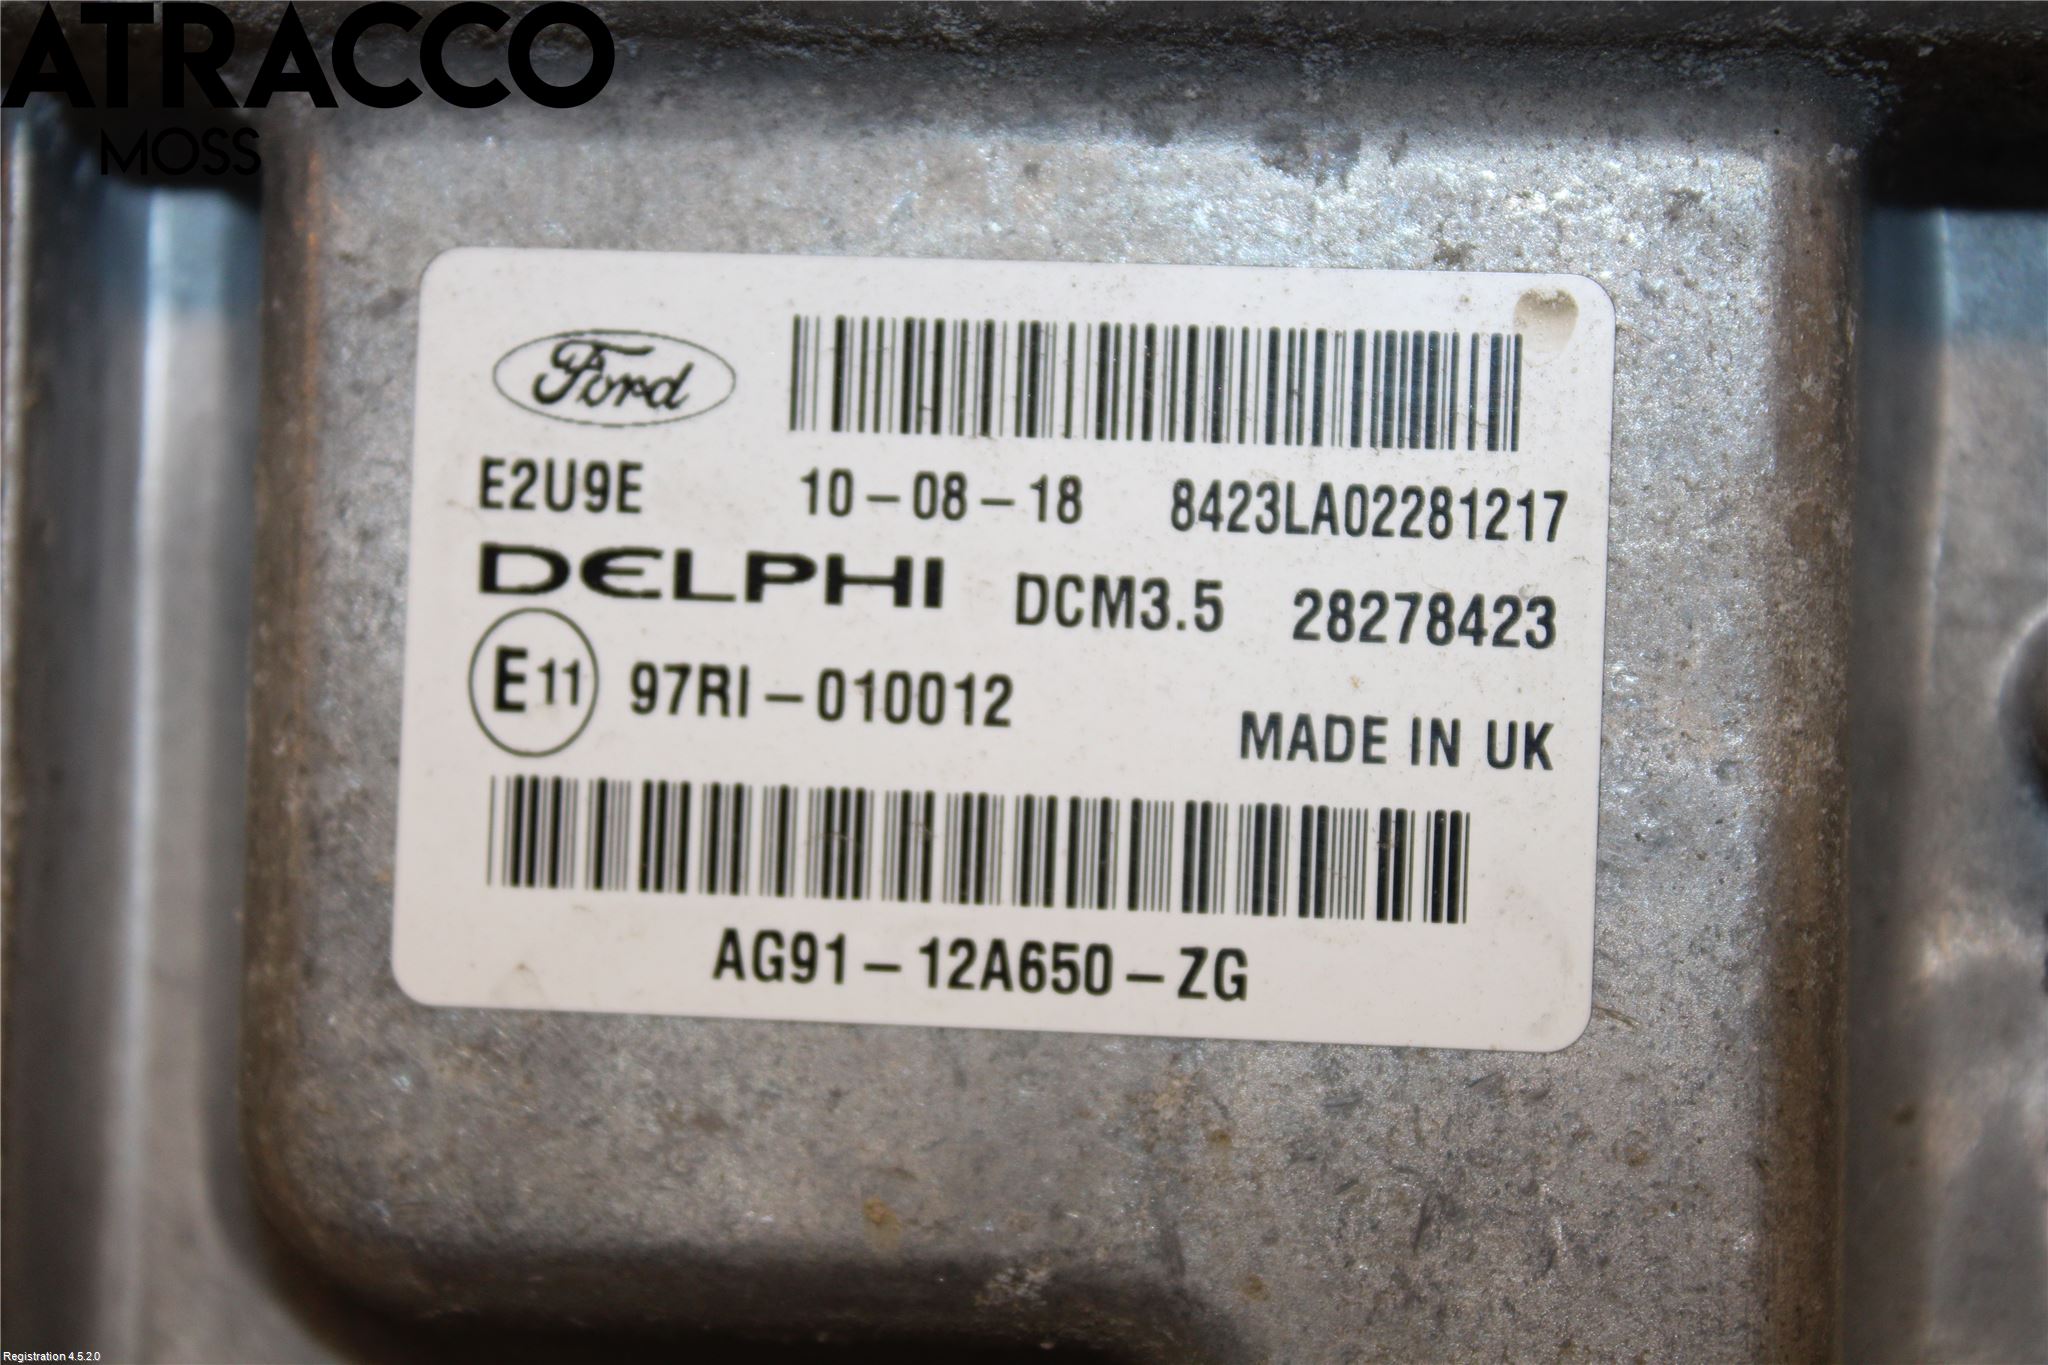 ATRACCO
MOSS
Ford
E2U9E 10-08-18 8423LA02281217
DELPHI DCM3.5 28278423
E11 97RI-010012
MADE IN UK
AG91-12A650-ZG
Registration 4.5.2.0